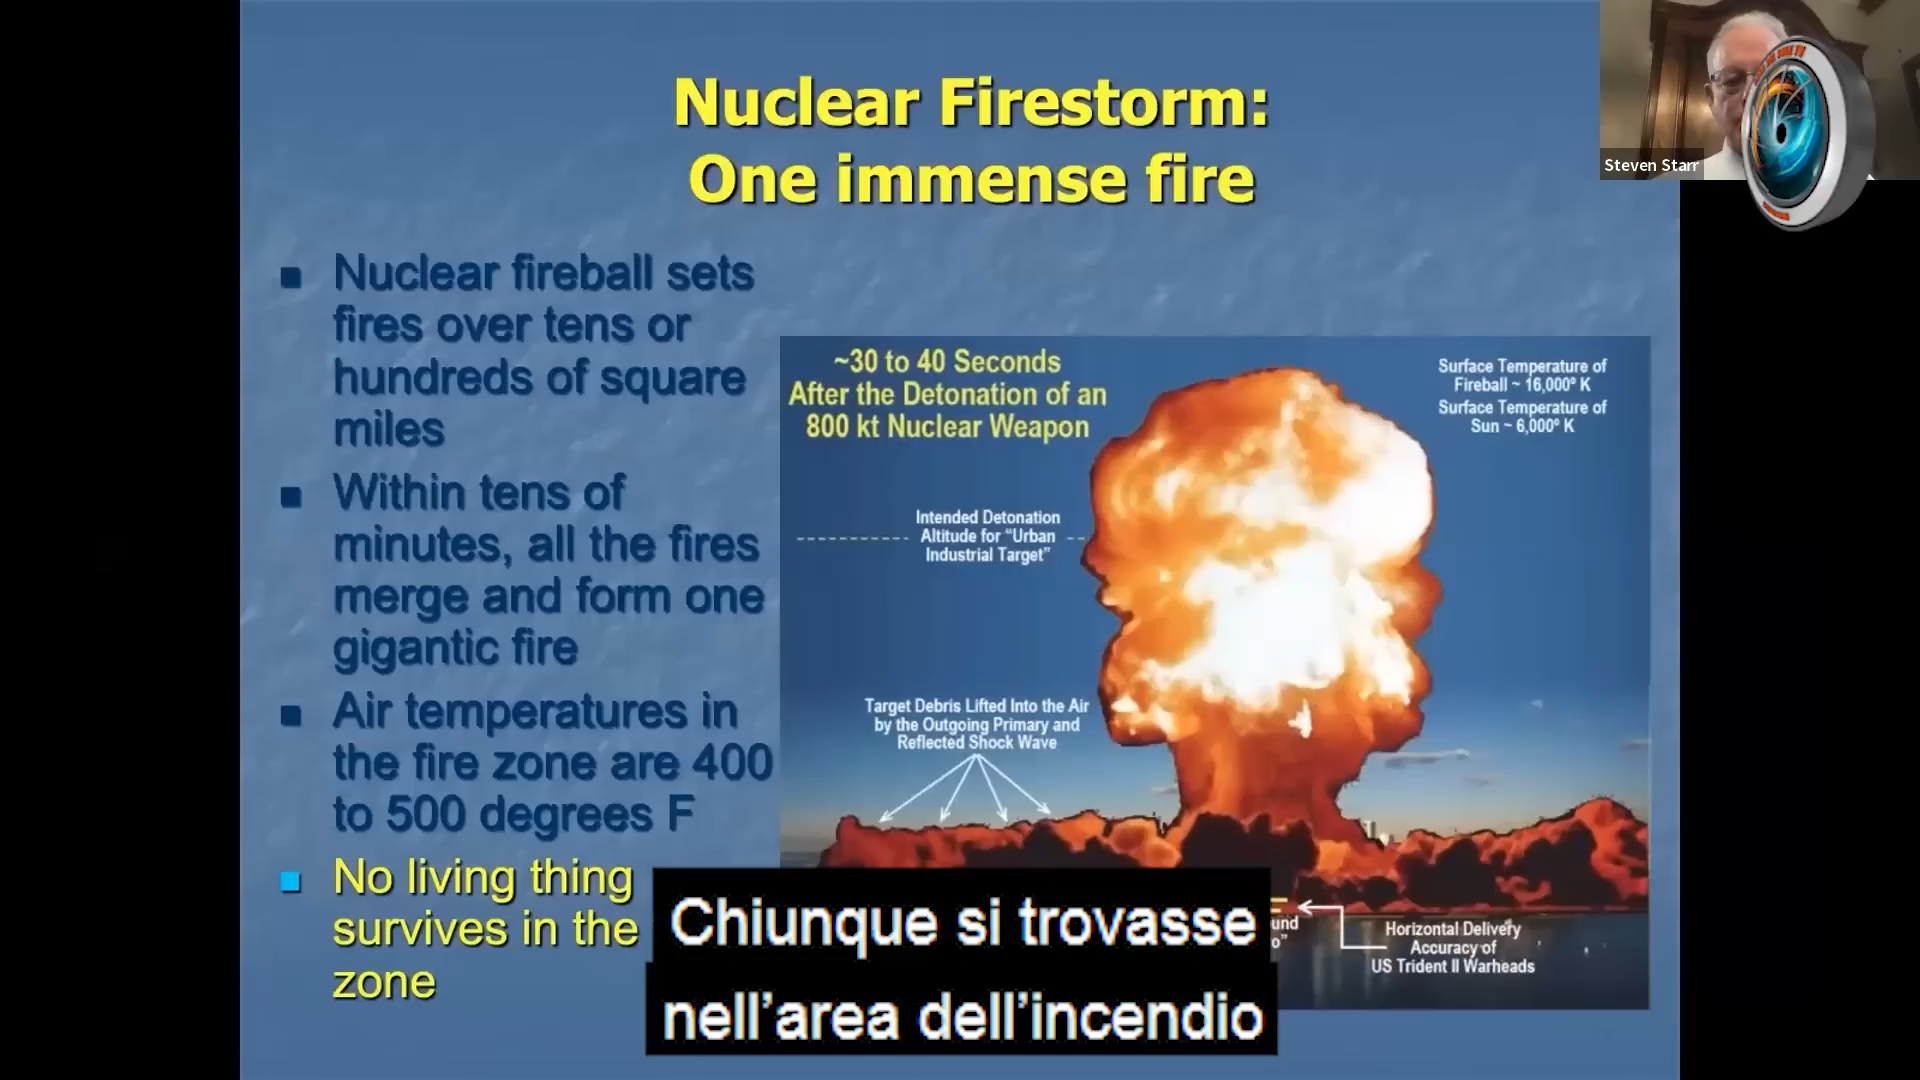 Nuclear Firestorm:
One immense fire
Steven Starr
Nuclear fireball sets
fires over tens or
hundreds of square
miles
Within tens of
minutes, all the fires
merge and form one
gigantic fire
Air temperatures in
the fire zone are 400
to 500 degrees F
No living thing
survives in the
zone
~30 to 40 Seconds
After the Detonation of an
800 kt Nuclear Weapon
Surface Temperature of
Fireball ~ 16,000º K
Surface Temperature of
Sun ~ 6,000º K
Intended Detonation
Altitude for “Urban
Industrial Target”
Target Debris Lifted Into the Air
by the Outgoing Primary and
Reflected Shock Wave
Horizontal Delivery
Accuracy of
US Trident II Warheads
Chiunque si trovasse
nell’area dell’incendio